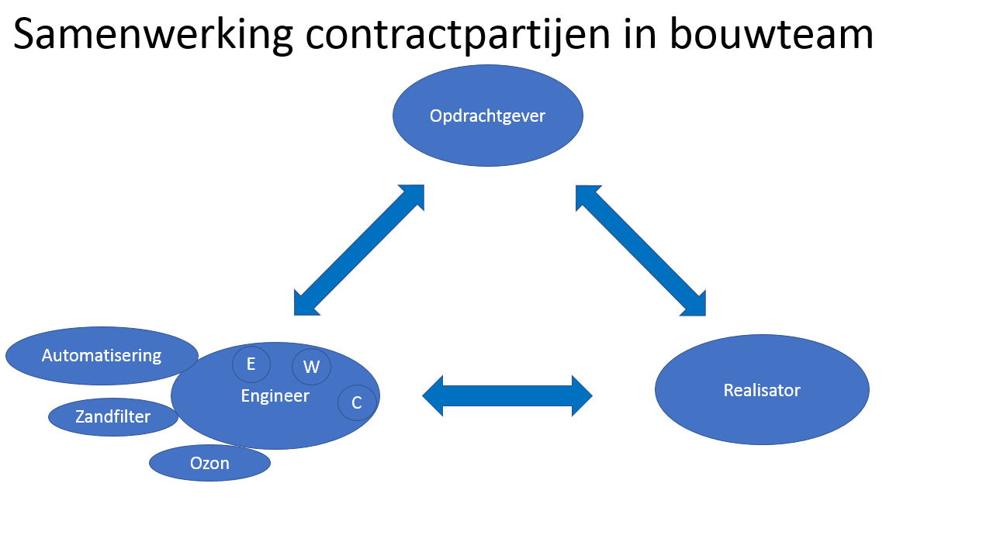 Samenwerking contractpartijen in bouwteam
Opdrachtgever
Automatisering
E
W
Engineer
C
Zandfilter
Ozon
Realisator